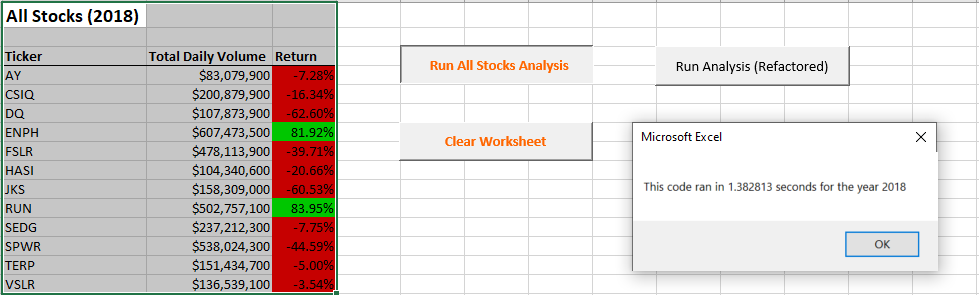 All Stocks (2018)
Ticker Total Daily Volume Return
AY $83,079,900 -7.28%
CSIQ $200,879,900 -16.34%
DQ $107,873,900 -62.60%
ENPH $607,473,500 81.92%
FSLR $478,113,900 -39.71%
HASI $104,340,600 -20.66%
JKS $158,309,000 -60.53%
RUN $502,757,100 83.95%
SEDG $237,212,300 -7.75%
SPWR $538,024,300 -44.59%
TERP $151,434,700 -5.00%
VSLR $136,539,100 -3.54%
Run All Stocks Analysis
Run Analysis (Refactored)
Clear Worksheet
Microsoft Excel
This code ran in 1.382813 seconds for the year 2018
OK